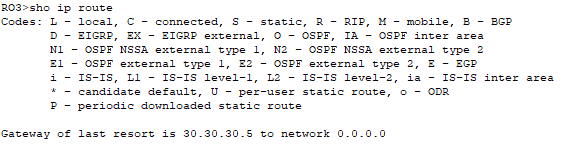 RO3>sho ip route
Codes: L - local, C - connected, S - static, R - RIP, M - mobile, B - BGP
D - EIGRP, EX - EIGRP external, O - OSPF, IA - OSPF inter area
N1 - OSPF NSSA external type 1, N2 - OSPF NSSA external type 2
E1 - OSPF external type 1, E2 - OSPF external type 2, E - EGP
i - IS-IS, L1 - IS-IS level-1, L2 - IS-IS level-2, ia - IS-IS inter area
* - candidate default, U - per-user static route, o - ODR
P - periodic downloaded static route
Gateway of last resort is 30.30.30.5 to network 0.0.0.0